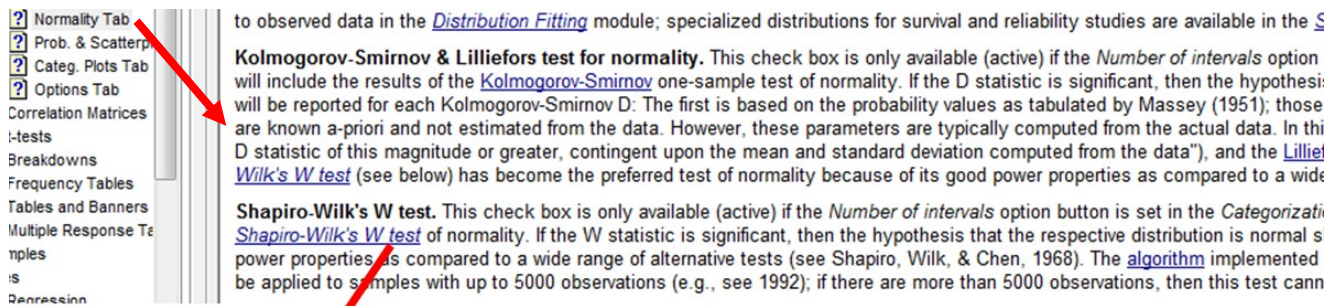 Normality Tab
Prob. & Scatterp
Categ. Plots Tab
Options Tab
Correlation Matrices
t-tests
Breakdowns
Frequency Tables
Tables and Banners
Multiple Response Ta
mples
es
Regression
to observed data in the Distribution Fitting module; specialized distributions for survival and reliability studies are available in the S
Kolmogorov-Smirnov & Lilliefors test for normality. This check box is only available (active) if the Number of intervals option
will include the results of the Kolmogorov-Smirnov one-sample test of normality. If the D statistic is significant, then the hypothesis
will be reported for each Kolmogorov-Smirnov D: The first is based on the probability values as tabulated by Massey (1951); those
are known a-priori and not estimated from the data. However, these parameters are typically computed from the actual data. In thi
D statistic of this magnitude or greater, contingent upon the mean and standard deviation computed from the data"), and the Lillief
Wilk's W test (see below) has become the preferred test of normality because of its good power properties as compared to a wide
Shapiro-Wilk's W test. This check box is only available (active) if the Number of intervals option button is set in the Categorizati
Shapiro-Wilk's W test of normality. If the W statistic is significant, then the hypothesis that the respective distribution is normal s
power properties as compared to a wide range of alternative tests (see Shapiro, Wilk, & Chen, 1968). The algorithm implemented
be applied to samples with up to 5000 observations (e.g., see 1992); if there are more than 5000 observations, then this test cann